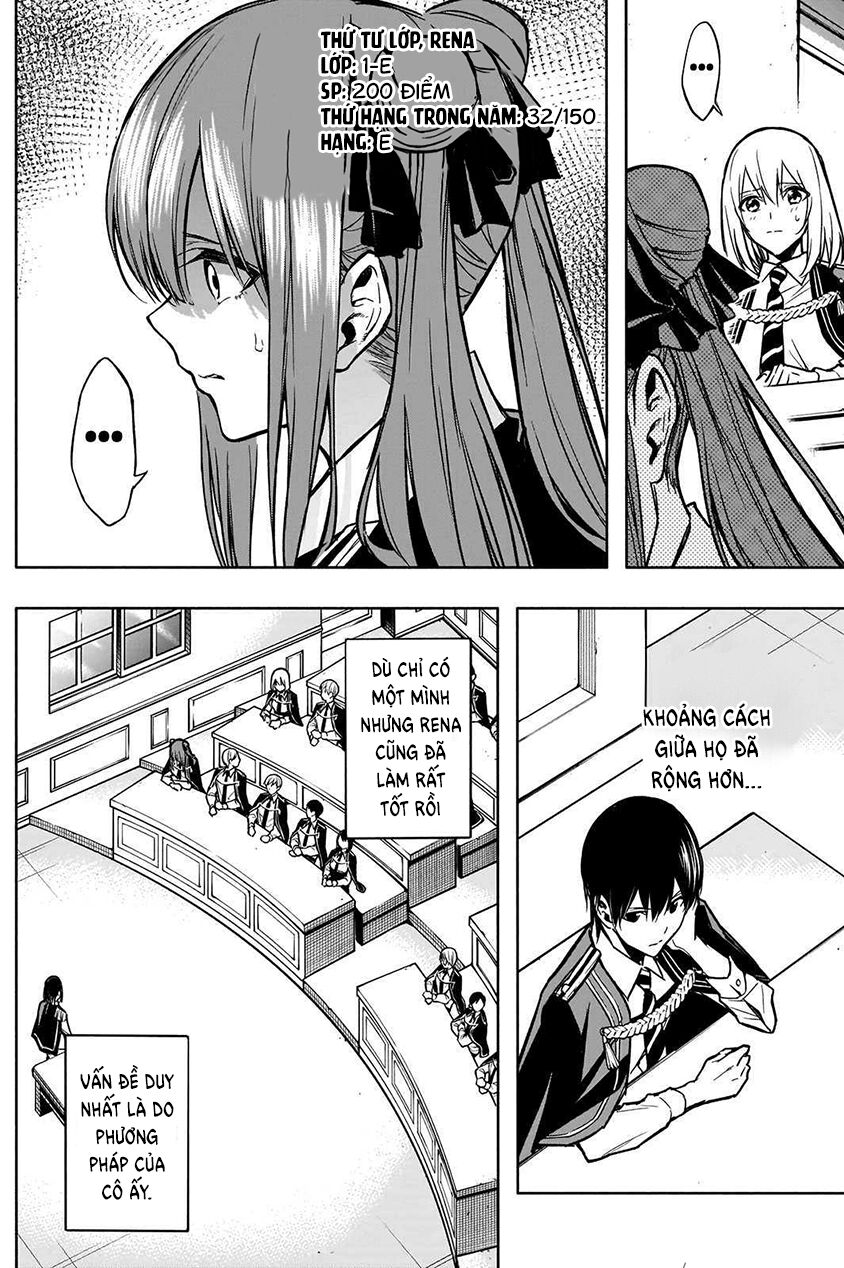 ...
THỨ TƯ LỚP, RENA
LỚP: 1-E
SP: 200 ĐIỂM
THỨ HẠNG TRONG NĂM: 32/150
HẠNG: E
...
KHOẢNG CÁCH
GIỮA HỌ ĐÃ
RỘNG HƠN...
DÙ CHỈ CÓ
MỘT MÌNH
NHƯNG RENA
CŨNG ĐÃ
LÀM RẤT
TỐT RỒI
VẤN ĐỀ DUY
NHẤT LÀ DO
PHƯƠNG
PHÁP CỦA
CÔ ẤY.